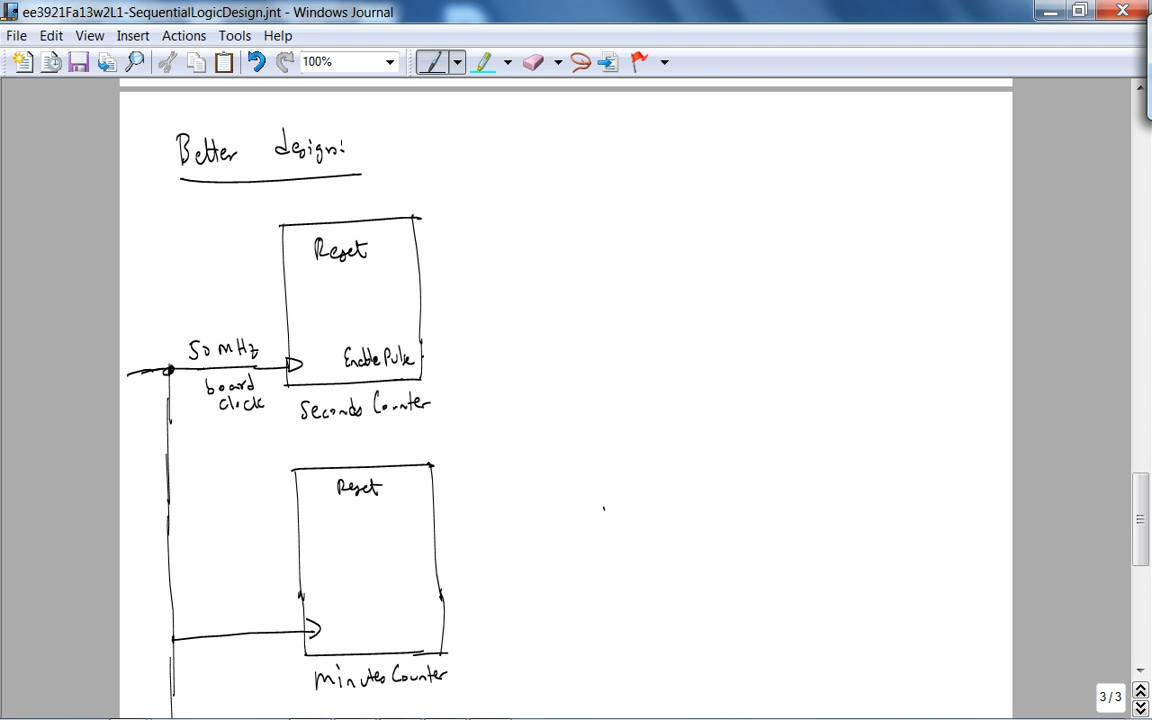 ee3921Fa13w2L1-SequentialLogicDesign.jnt - Windows Journal
File Edit View Insert Actions Tools Help
100%
Better design:
Reset
50 MHz
board
clock
Enable Pulse
Seconds Counter
Reset
Minutes Counter
3/3